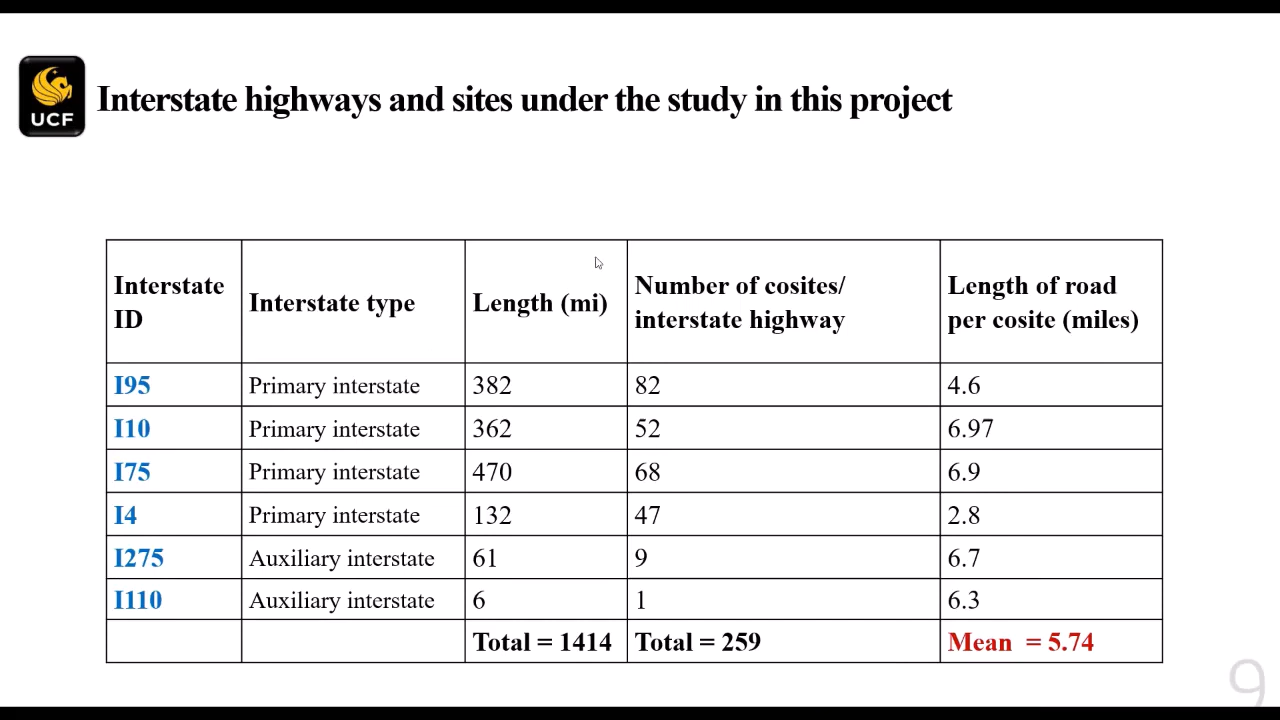 UCF
Interstate highways and sites under the study in this project
Interstate ID
Interstate type
Length (mi)
Number of cosites/ interstate highway
Length of road per cosite (miles)
I95 Primary interstate 382 82 4.6
I10 Primary interstate 362 52 6.97
I75 Primary interstate 470 68 6.9
I4 Primary interstate 132 47 2.8
I275 Auxiliary interstate 61 9 6.7
I110 Auxiliary interstate 6 1 6.3
Total = 1414 Total = 259 Mean = 5.74
9